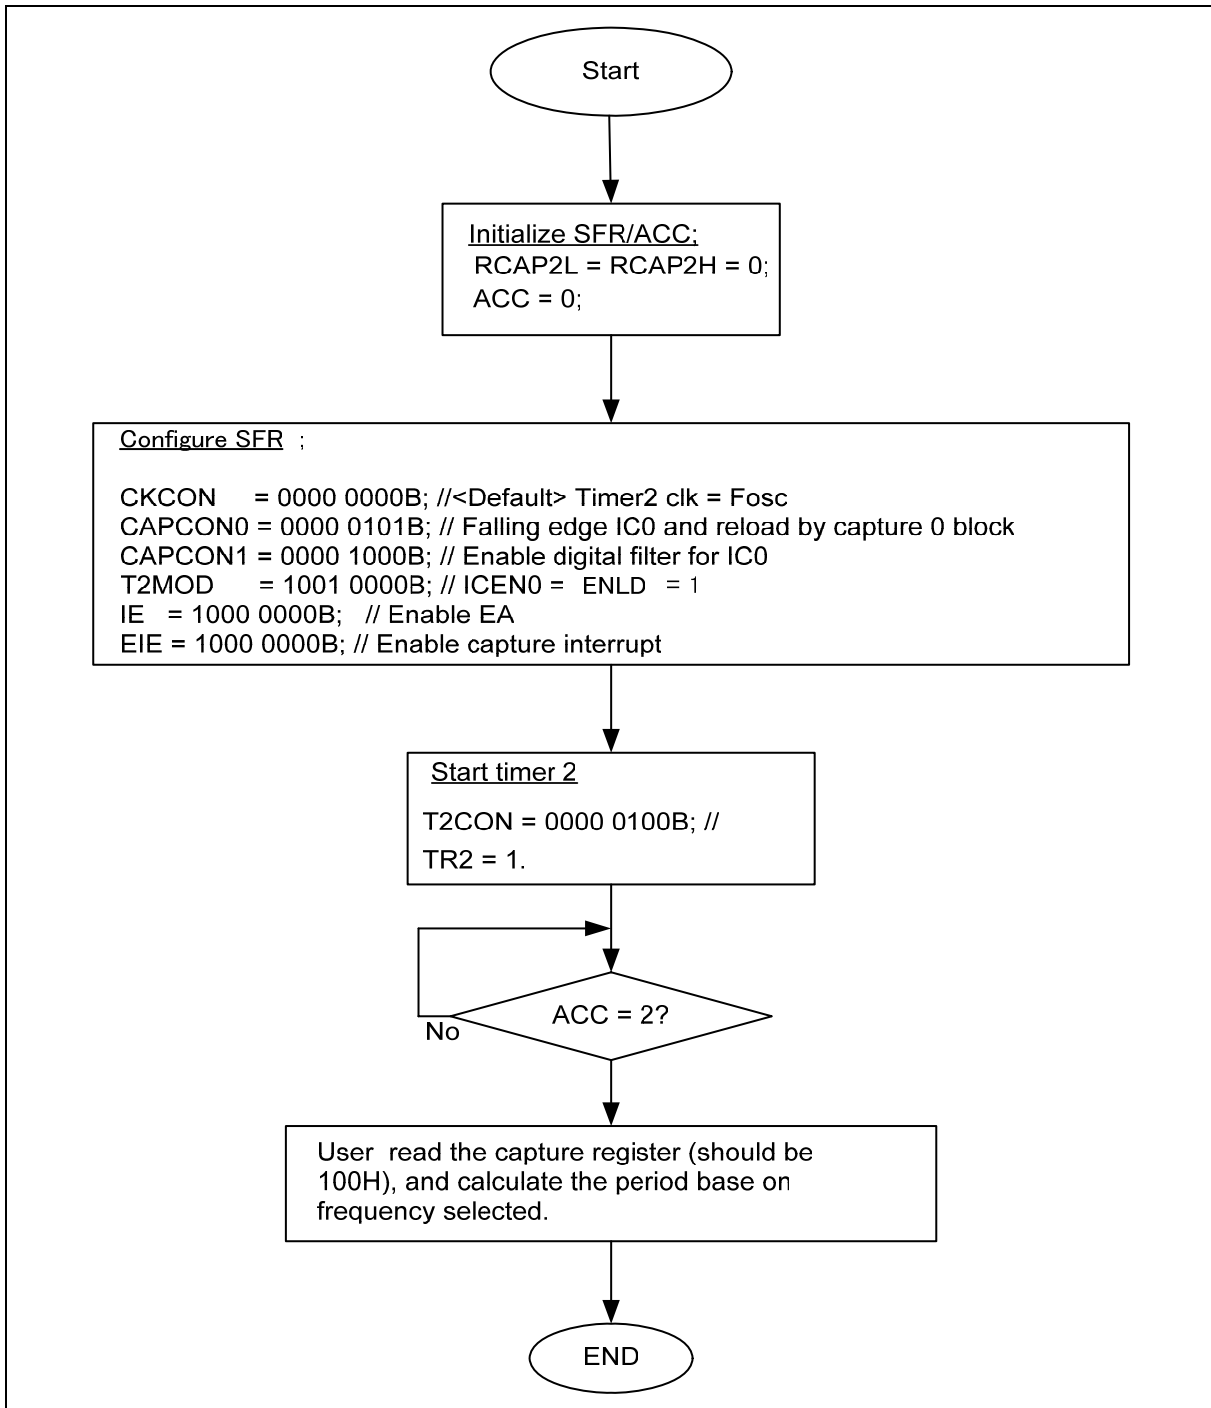 Start
Initialize SFR/ACC;
RCAP2L = RCAP2H = 0;
ACC = 0;
Configure SFR ;
CKCON = 0000 0000B; //<Default> Timer2 clk = Fosc
CAPCON0 = 0000 0101B; // Falling edge IC0 and reload by capture 0 block
CAPCON1 = 0000 1000B; // Enable digital filter for IC0
T2MOD = 1001 0000B; // ICEN0 = ENLD = 1
IE = 1000 0000B; // Enable EA
EIE = 1000 0000B; // Enable capture interrupt
Start timer 2
T2CON = 0000 0100B; //
TR2 = 1.
ACC = 2?
No
User read the capture register (should be
100H), and calculate the period base on
frequency selected.
END